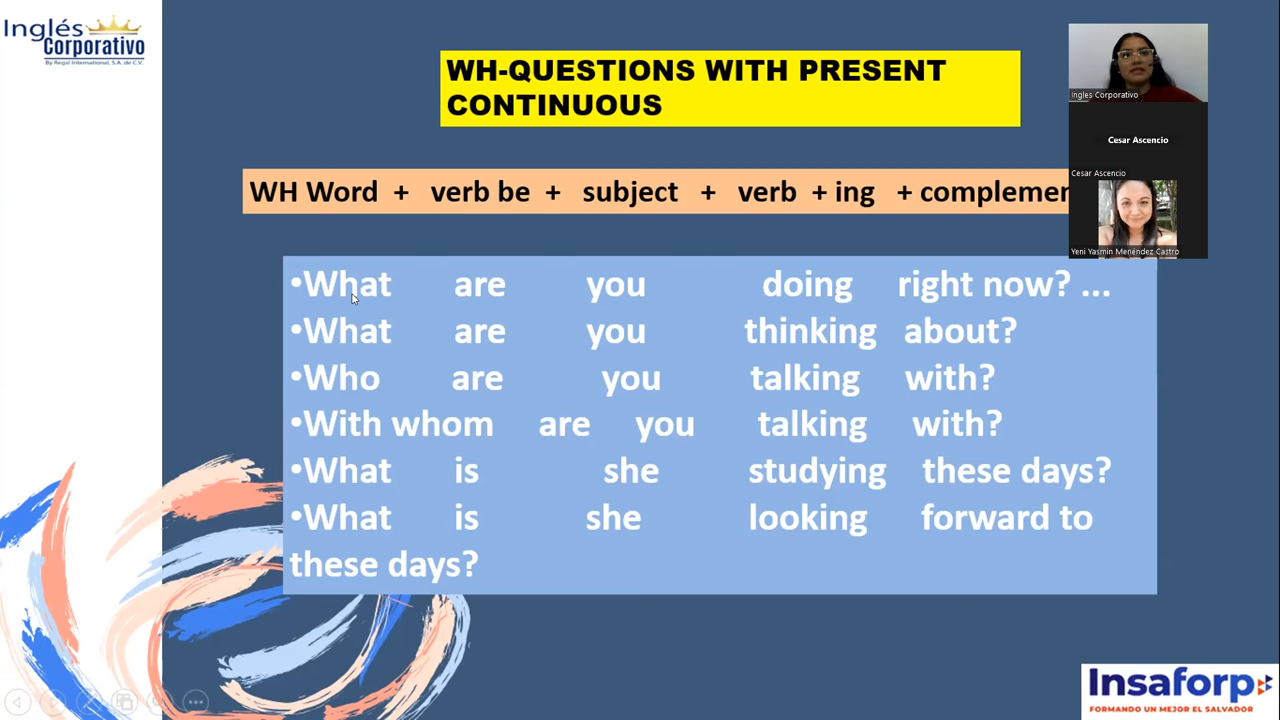 Inglés
Corporativo
By Regal International, S.A. de C.V.
WH-QUESTIONS WITH PRESENT
CONTINUOUS
WH Word + verb be + subject + verb + ing + complemen
•What are you doing right now? ...
•What are you thinking about?
•Who are you talking with?
•With whom are you talking with?
•What is she studying these days?
•What is she looking forward to
these days?
Ingles Corporativo
Cesar Ascencio
Cesar Ascencio
Yeni Yasmin Menéndez Castro
Insaforp
FORMANDO UN MEJOR EL SALVADOR